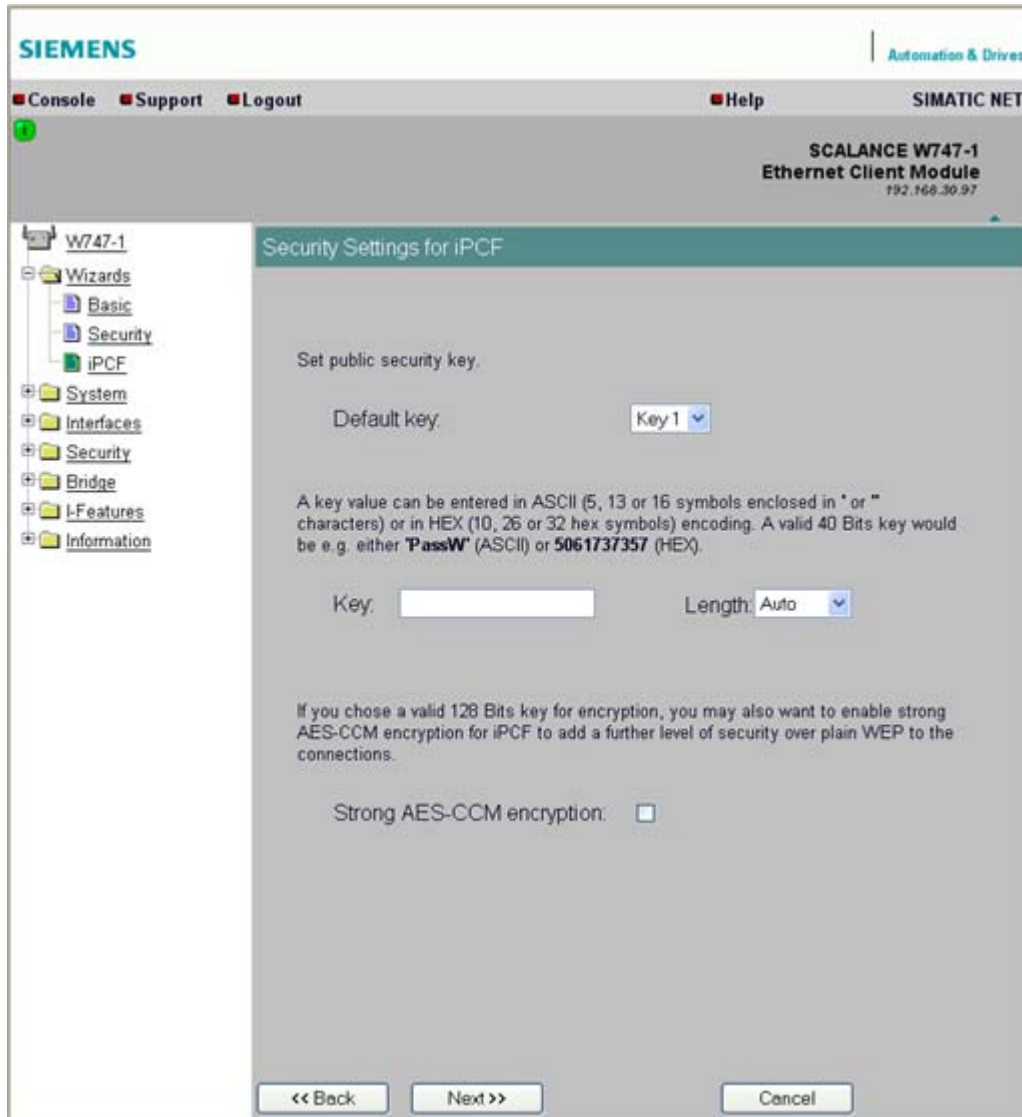 SIEMENS
Automation & Drives
Console Support Logout Help SIMATIC NET
SCALANCE W747-1
Ethernet Client Module
192.168.30.97
W747-1
Wizards
Basic
Security
iPCF
System
Interfaces
Security
Bridge
I-Features
Information
Security Settings for iPCF
Set public security key.
Default key:
Key 1
A key value can be entered in ASCII (5, 13 or 16 symbols enclosed in ' or "
characters) or in HEX (10, 26 or 32 hex symbols) encoding. A valid 40 Bits key would
be e.g. either 'PassW' (ASCII) or 5061737357 (HEX).
Key:
Length: Auto
If you chose a valid 128 Bits key for encryption, you may also want to enable strong
AES-CCM encryption for iPCF to add a further level of security over plain WEP to the
connections.
Strong AES-CCM encryption:
<< Back Next >> Cancel